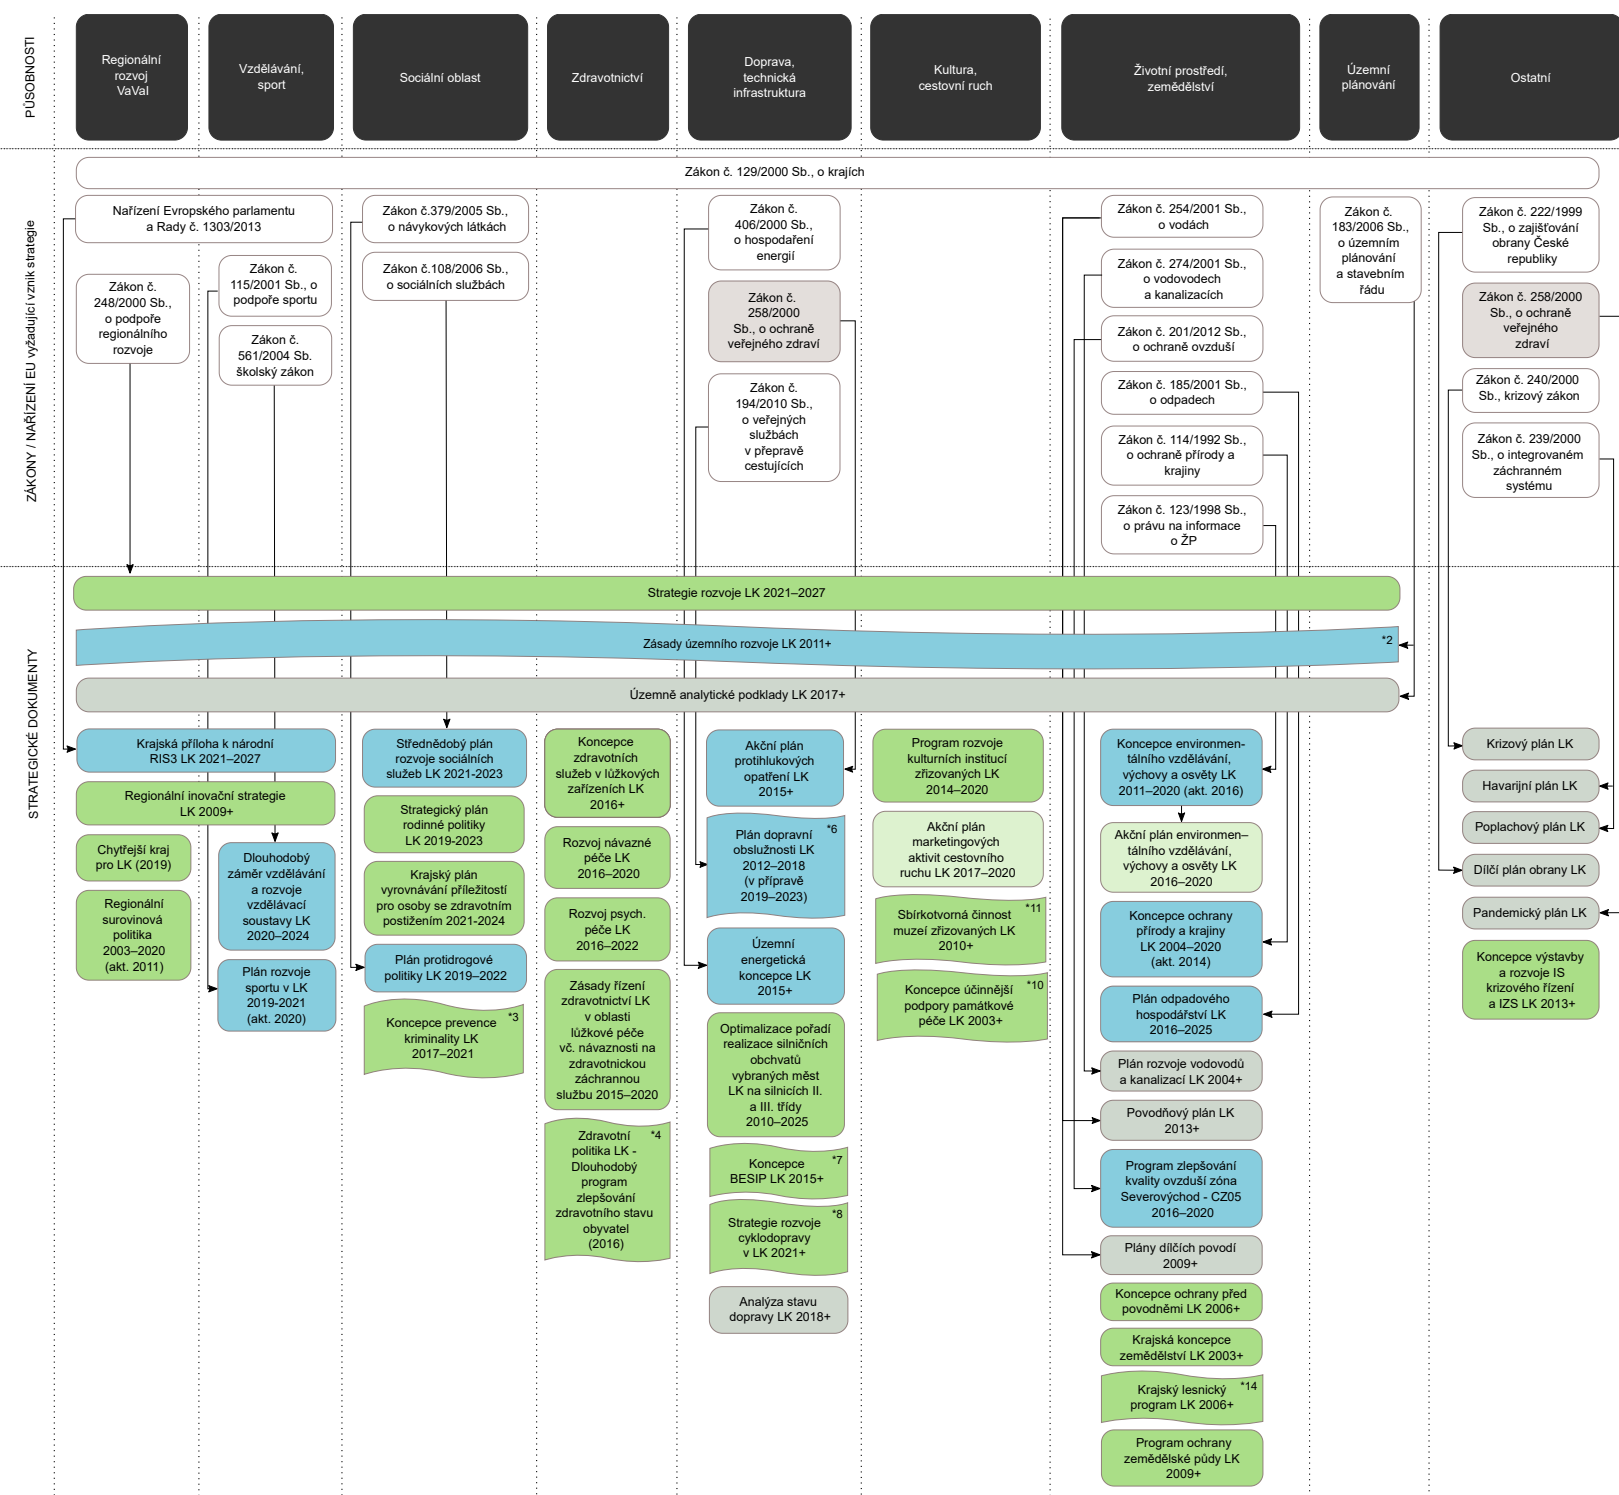 PŮSOBNOSTI
Regionální
rozvoj
VaVaI
Vzdělávání,
sport
Sociální oblast
Zdravotnictví
Doprava,
technická
infrastruktura
Kultura,
cestovní ruch
Životní prostředí,
zemědělství
Územní
plánování
Ostatní
ZÁKONY / NAŘÍZENÍ EU vyžadující vznik strategie
Zákon č. 129/2000 Sb., o krajích
Nařízení Evropského parlamentu
a Rady č. 1303/2013
Zákon č.
248/2000 Sb.,
o podpoře
regionálního
rozvoje
Zákon č.
115/2001 Sb., o
podpoře sportu
Zákon č.
561/2004 Sb.
školský zákon
Zákon č.379/2005 Sb.,
o návykových látkách
Zákon č.108/2006 Sb.,
o sociálních službách
Zákon č.
406/2000 Sb.,
o hospodaření
energií
Zákon č.
258/2000
Sb., o ochraně
veřejného zdraví
Zákon č.
194/2010 Sb.,
o veřejných
službách
v přepravě
cestujících
Zákon č. 254/2001 Sb.,
o vodách
Zákon č. 274/2001 Sb.,
o vodovodech
a kanalizacích
Zákon č. 201/2012 Sb.,
o ochraně ovzduší
Zákon č. 185/2001 Sb.,
o odpadech
Zákon č. 114/1992 Sb.,
o ochraně přírody a
krajiny
Zákon č. 123/1998 Sb.,
o právu na informace
o ŽP
Zákon č.
183/2006 Sb.,
o územním
plánování
a stavebním
řádu
Zákon č. 222/1999
Sb., o zajišťování
obrany České
republiky
Zákon č. 258/2000
Sb., o ochraně
veřejného
zdraví
Zákon č. 240/2000
Sb., krizový zákon
Zákon č. 239/2000
Sb., o integrovaném
záchranném
systému
STRATEGICKÉ DOKUMENTY
Strategie rozvoje LK 2021–2027
Zásady územního rozvoje LK 2011+
*2
Územně analytické podklady LK 2017+
Krajská příloha k národní
RIS3 LK 2021–2027
Regionální inovační strategie
LK 2009+
Chytřejší kraj
pro LK (2019)
Regionální
surovinová
politika
2003–2020
(akt. 2011)
Dlouhodobý
záměr vzdělávání
a rozvoje
vzdělávací
soustavy LK
2020–2024
Plán rozvoje
sportu v LK
2019-2021
(akt. 2020)
Střednědobý plán
rozvoje sociálních
služeb LK 2021-2023
Strategický plán
rodinné politiky
LK 2019-2023
Krajský plán
vyrovnávání příležitostí
pro osoby se zdravotním
postižením 2021-2024
Plán protidrogové
politiky LK 2019–2022
*3
Koncepce prevence
kriminality LK
2017–2021
Koncepce
zdravotních
služeb v lůžkových
zařízeních LK
2016+
Rozvoj návazné
péče LK
2016–2020
Rozvoj psych.
péče LK
2016–2022
Zásady řízení
zdravotnictví LK
v oblasti
lůžkové péče
vč. návaznosti na
zdravotnickou
záchrannou
službu 2015–2020
Zdravotní *4
politika LK -
Dlouhodobý
program
zlepšování
zdravotního stavu
obyvatel
(2016)
Akční plán
protihlukových
opatření LK
2015+
Plán dopravní *6
obslužnosti LK
2012–2018
(v přípravě
2019–2023)
Územní
energetická
koncepce LK
2015+
Optimalizace pořadí
realizace silničních
obchvatů
vybraných měst
LK na silnicích II.
a III. třídy
2010–2025
Koncepce *7
BESIP LK 2015+
*8
Strategie rozvoje
cyklodopravy
v LK 2021+
Analýza stavu
dopravy LK 2018+
Program rozvoje
kulturních institucí
zřizovaných LK
2014–2020
Akční plán
marketingových
aktivit cestovního
ruchu LK 2017–2020
*11
Sbírkotvorná činnost
muzeí zřizovaných LK
2010+
*10
Koncepce účinnější
podpory památkové
péče LK 2003+
Koncepce environmen-
tálního vzdělávání,
výchovy a osvěty LK
2011–2020 (akt. 2016)
Akční plán environmen–
tálního vzdělávání,
výchovy a osvěty LK
2016–2020
Koncepce ochrany
přírody a krajiny
LK 2004–2020
(akt. 2014)
Plán odpadového
hospodářství LK
2016–2025
Plán rozvoje vodovodů
a kanalizací LK 2004+
Povodňový plán LK
2013+
Program zlepšování
kvality ovzduší zóna
Severovýchod - CZ05
2016–2020
Plány dílčích povodí
2009+
Koncepce ochrany před
povodněmi LK 2006+
Krajská koncepce
zemědělství LK 2003+
*14
Krajský lesnický
program LK 2006+
Program ochrany
zemědělské půdy LK
2009+
Krizový plán LK
Havarijní plán LK
Poplachový plán LK
Dílčí plán obrany LK
Pandemický plán LK
Koncepce výstavby
a rozvoje IS
krizového řízení
a IZS LK 2013+